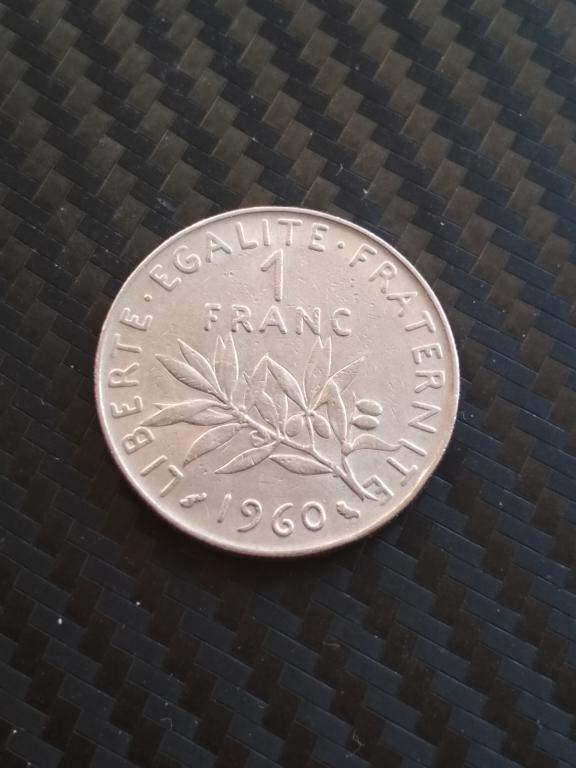 LIBERTE · EGALITE · FRATERNITE
1
FRANC
1960